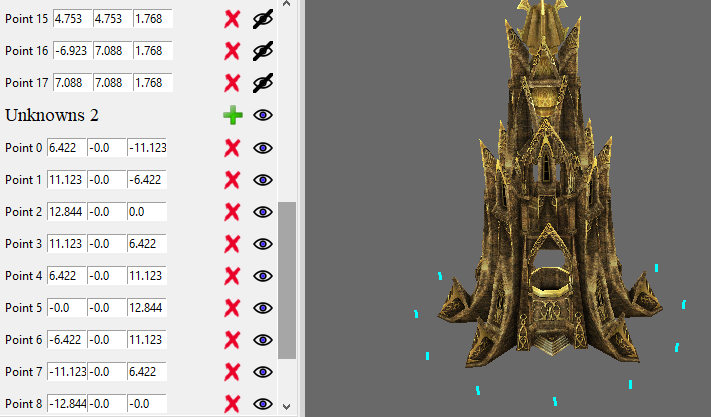 Point 15 4.753 4.753 1.768
Point 16 -6.923 7.088 1.768
Point 17 7.088 7.088 1.768
Unknowns 2
Point 0 6.422 -0.0 -11.123
Point 1 11.123 -0.0 -6.422
Point 2 12.844 -0.0 0.0
Point 3 11.123 -0.0 6.422
Point 4 6.422 -0.0 11.123
Point 5 -0.0 -0.0 12.844
Point 6 -6.422 -0.0 11.123
Point 7 -11.123 -0.0 6.422
Point 8 -12.844 -0.0 -0.0